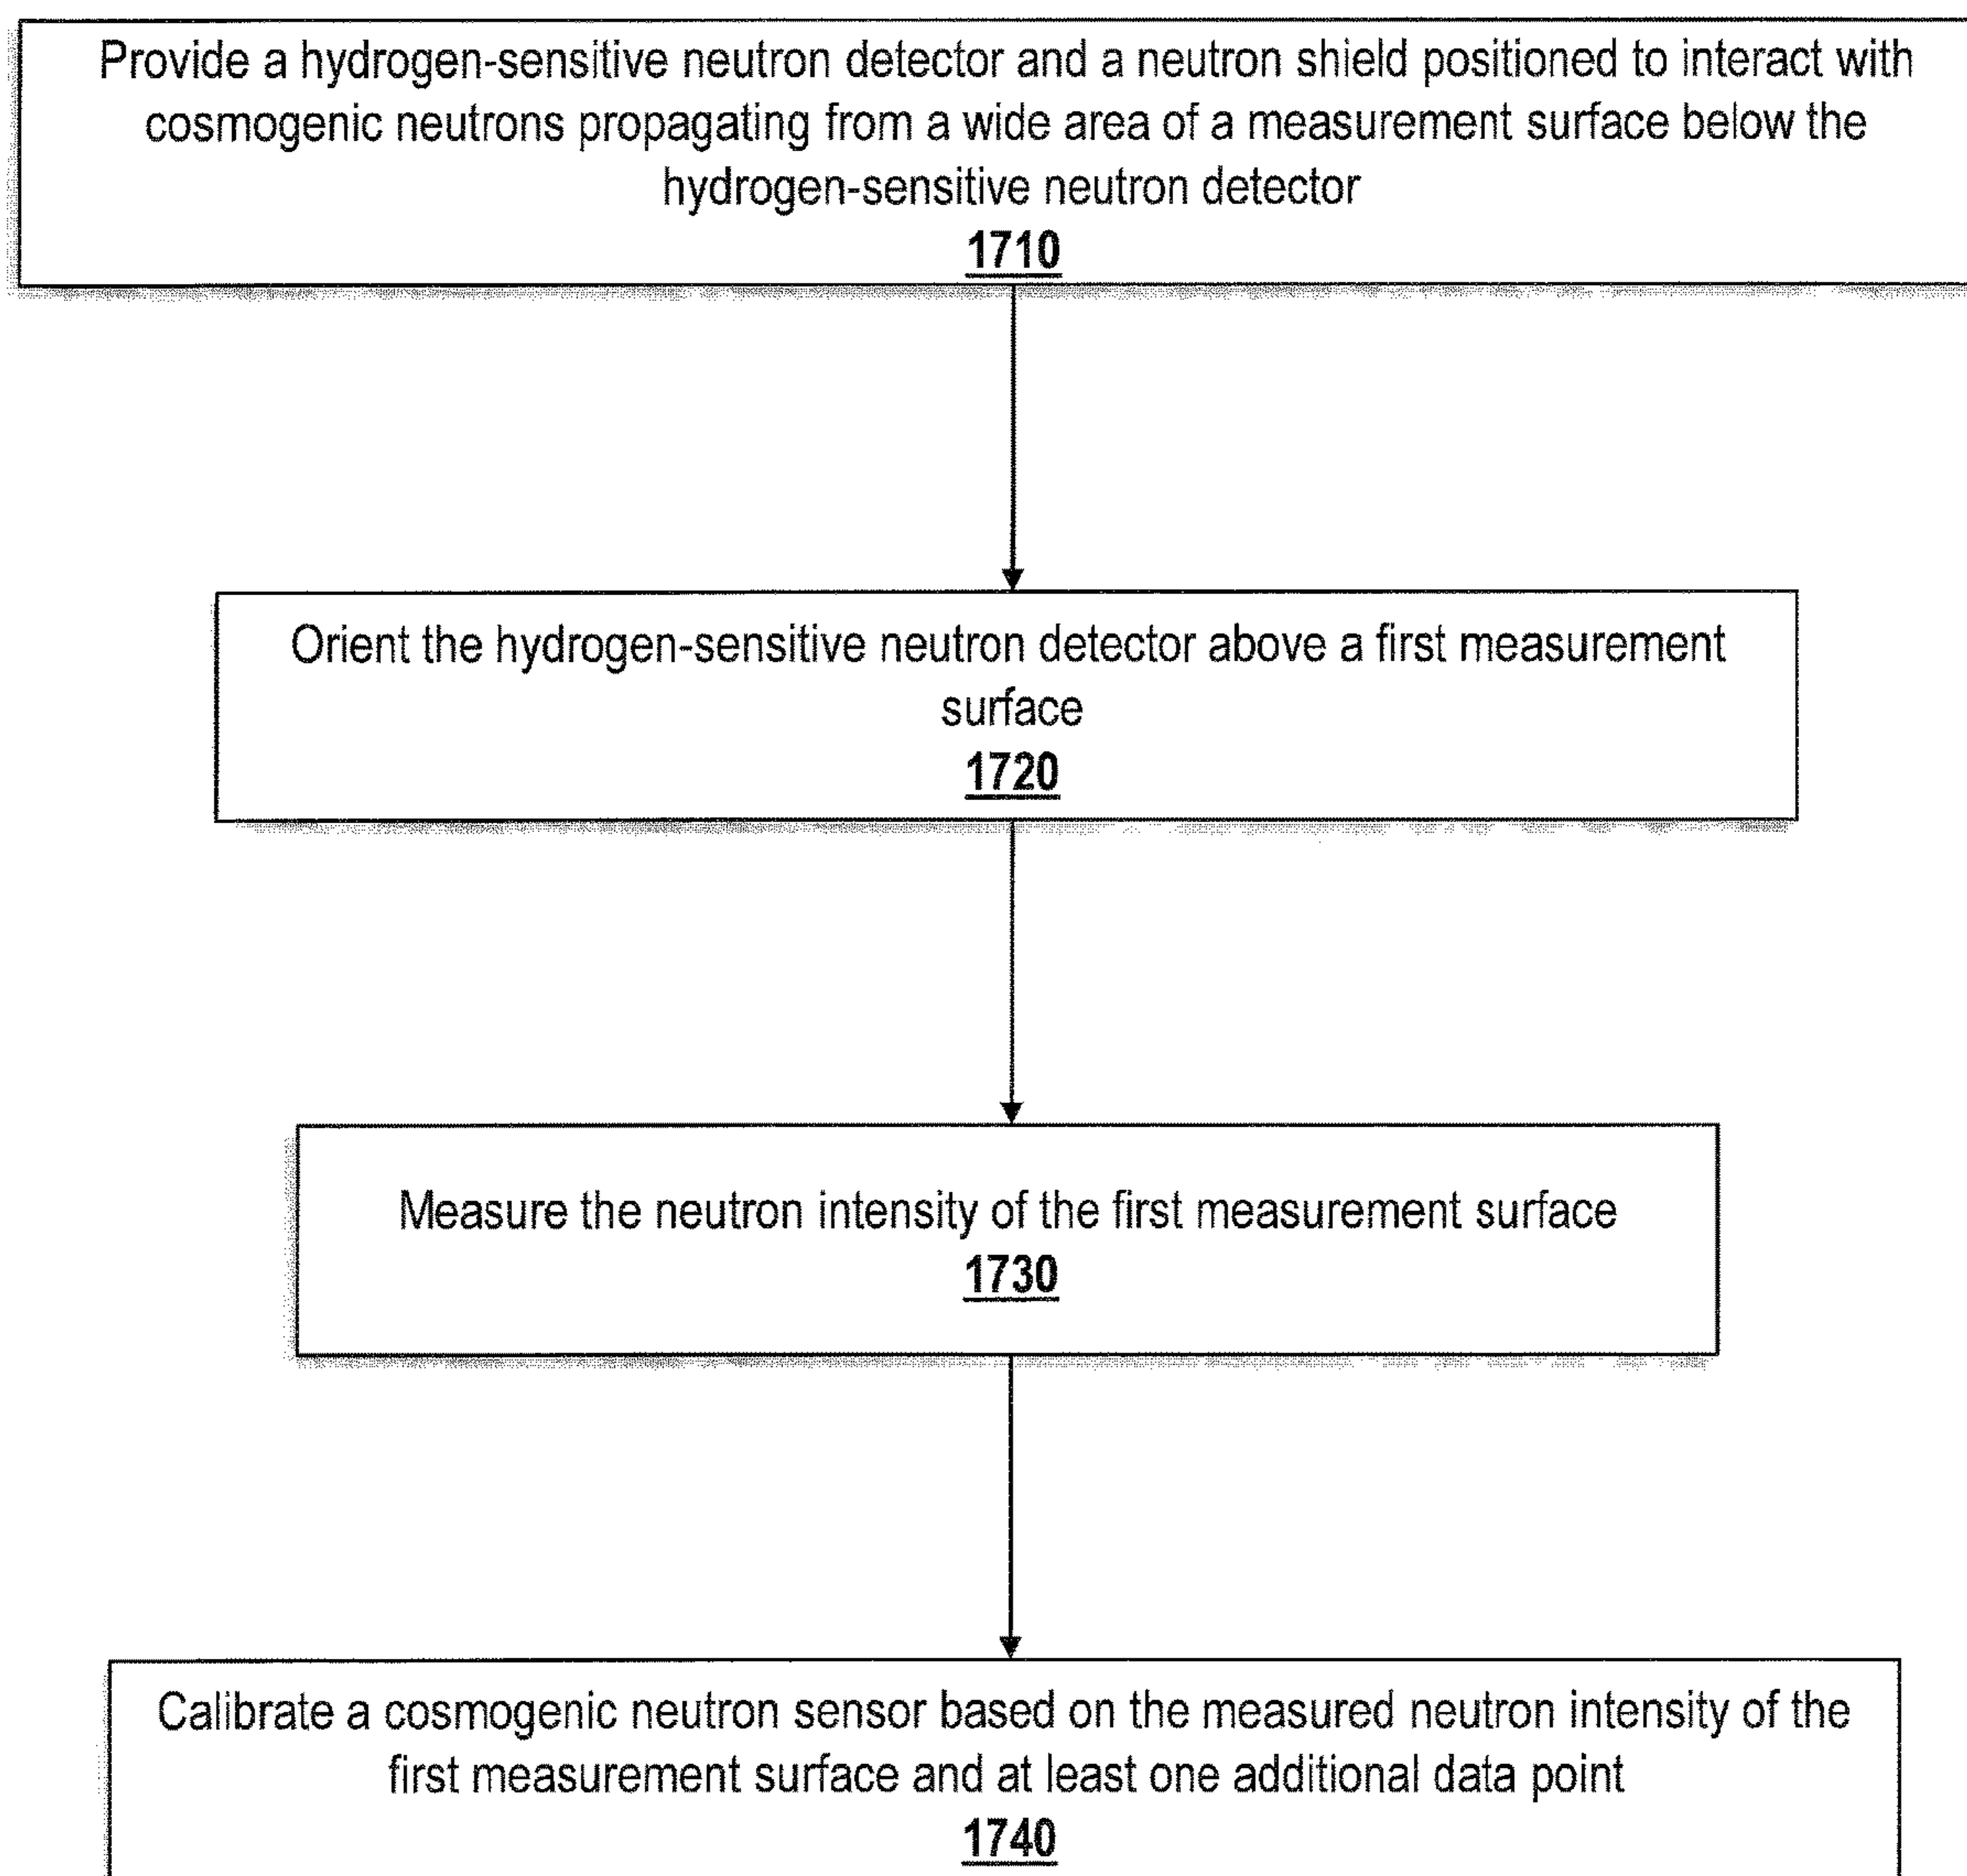 Provide a hydrogen-sensitive neutron detector and a neutron shield positioned to interact with
cosmogenic neutrons propagating from a wide area of a measurement surface below the
hydrogen-sensitive neutron detector
1710
Orient the hydrogen-sensitive neutron detector above a first measurement
surface
1720
Measure the neutron intensity of the first measurement surface
1730
Calibrate a cosmogenic neutron sensor based on the measured neutron intensity of the
first measurement surface and at least one additional data point
1740